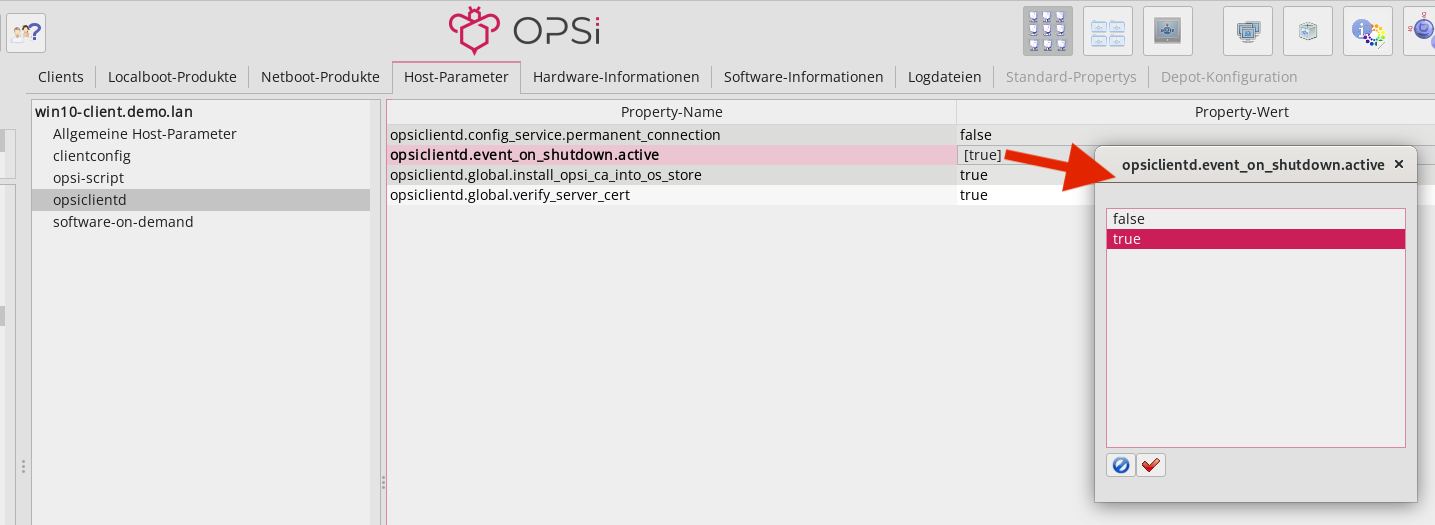 OPSi
Clients Localboot-Produkte Netboot-Produkte Host-Parameter Hardware-Informationen Software-Informationen Logdateien Standard-Propertys Depot-Konfiguration
win10-client.demo.lan
Allgemeine Host-Parameter
clientconfig
opsi-script
opsiclientd
software-on-demand
Property-Name Property-Wert
opsiclientd.config_service.permanent_connection false
opsiclientd.event_on_shutdown.active [true]
opsiclientd.global.install_opsi_ca_into_os_store true
opsiclientd.global.verify_server_cert true
opsiclientd.event_on_shutdown.active
false
true